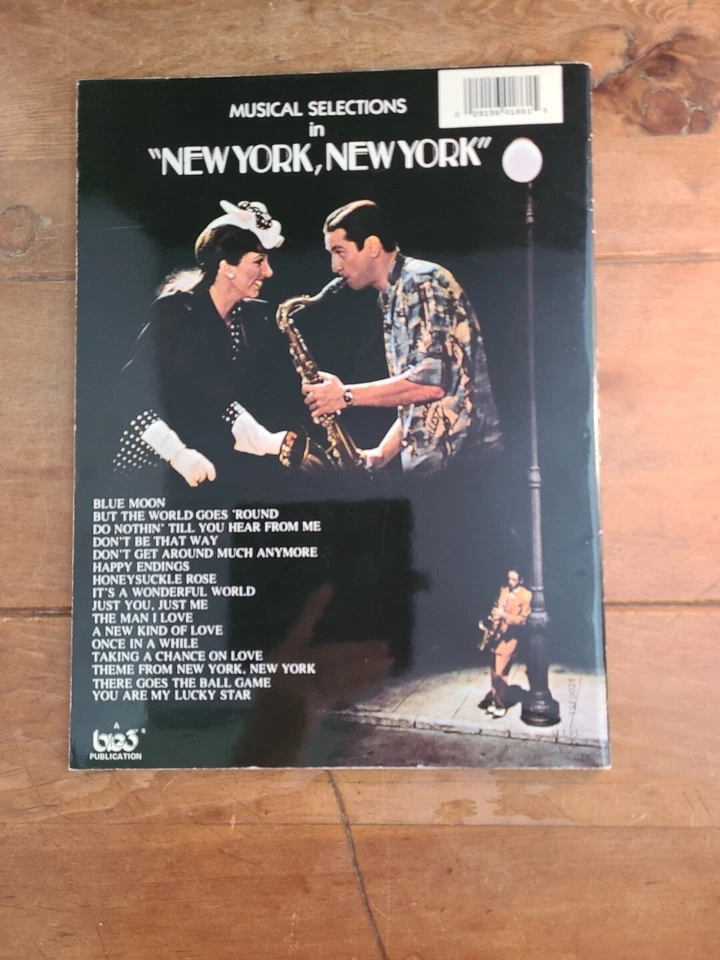 MUSICAL SELECTIONS
in
"NEW YORK, NEW YORK"
BLUE MOON
BUT THE WORLD GOES 'ROUND
DO NOTHIN' TILL YOU HEAR FROM ME
DON'T BE THAT WAY
DON'T GET AROUND MUCH ANYMORE
HAPPY ENDINGS
HONEYSUCKLE ROSE
IT'S A WONDERFUL WORLD
JUST YOU, JUST ME
THE MAN I LOVE
A NEW KIND OF LOVE
ONCE IN A WHILE
TAKING A CHANCE ON LOVE
THEME FROM NEW YORK, NEW YORK
THERE GOES THE BALL GAME
YOU ARE MY LUCKY STAR
A
big3®
PUBLICATION